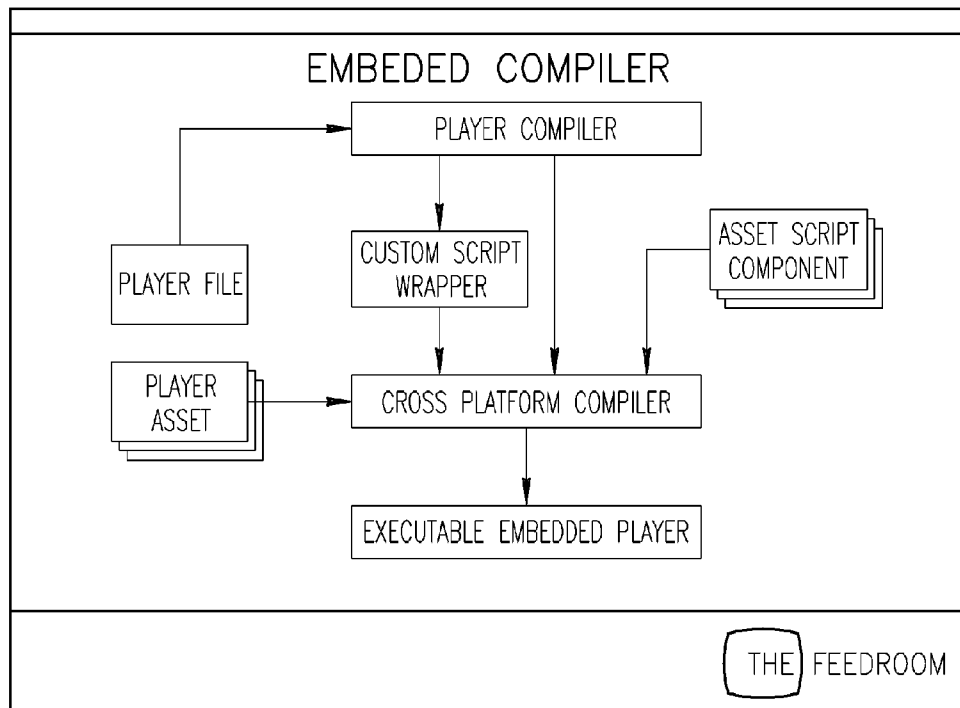 EMBEDED COMPILER
PLAYER COMPILER
PLAYER FILE
CUSTOM SCRIPT
WRAPPER
ASSET SCRIPT
COMPONENT
PLAYER
ASSET
CROSS PLATFORM COMPILER
EXECUTABLE EMBEDDED PLAYER
THE FEEDROOM